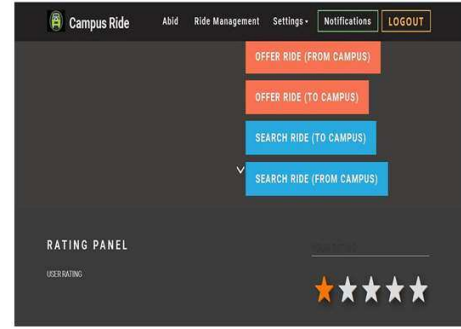 Campus Ride Abid Ride Management Settings Notifications LOGOUT
OFFER RIDE (FROM CAMPUS)
OFFER RIDE (TO CAMPUS)
SEARCH RIDE (TO CAMPUS)
SEARCH RIDE (FROM CAMPUS)
RATING PANEL
USER RATING